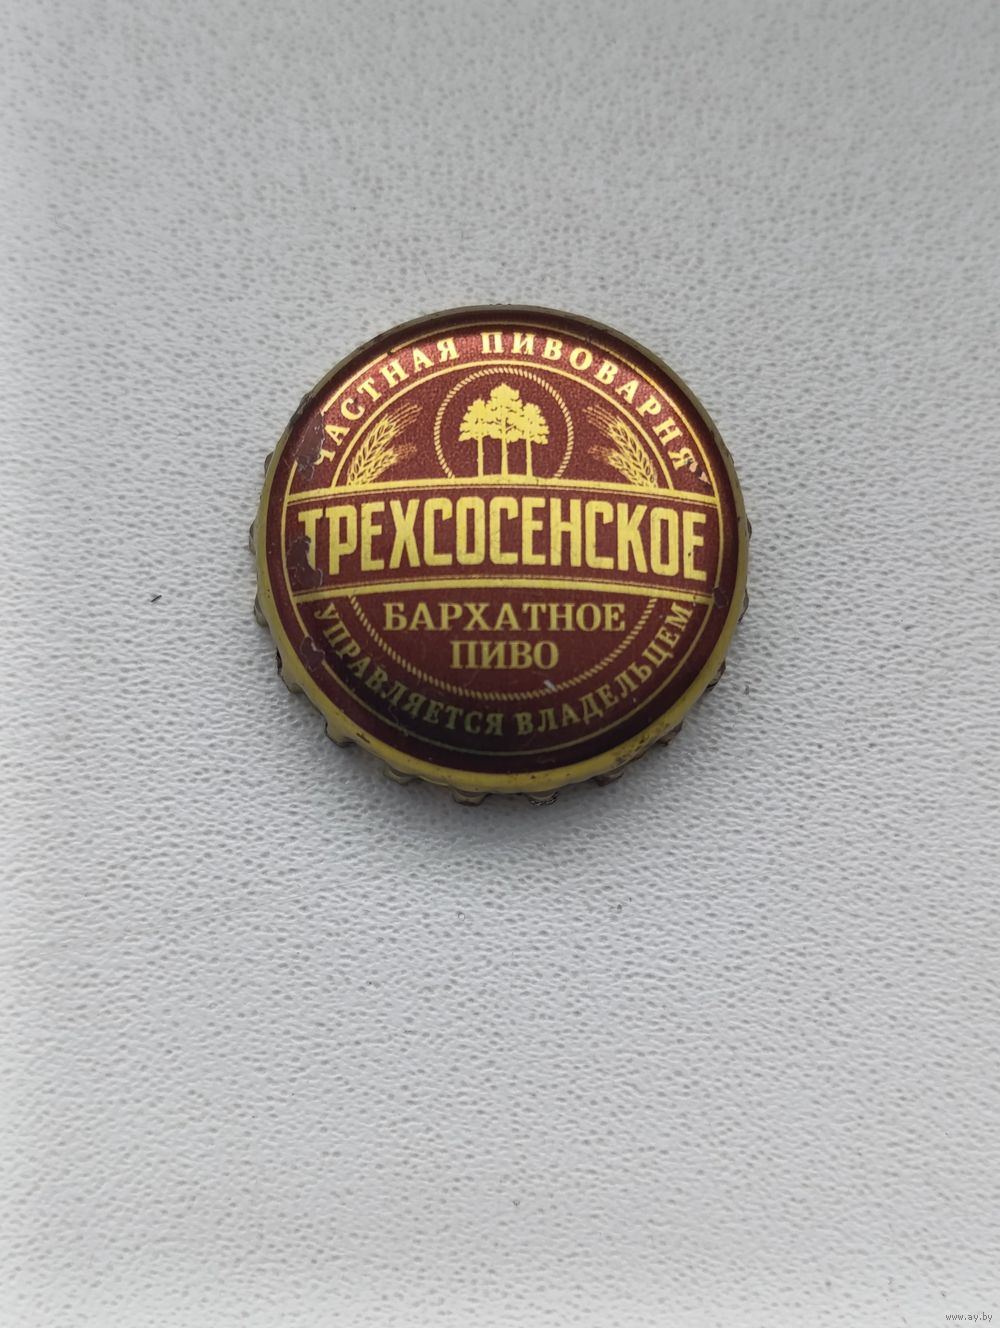 ЧАСТНАЯ ПИВОВАРНЯ
ТРЕХСОСЕНСКОЕ
БАРХАТНОЕ
ПИВО
УПРАВЛЯЕТСЯ ВЛАДЕЛЬЦЕМ
www.ay.by